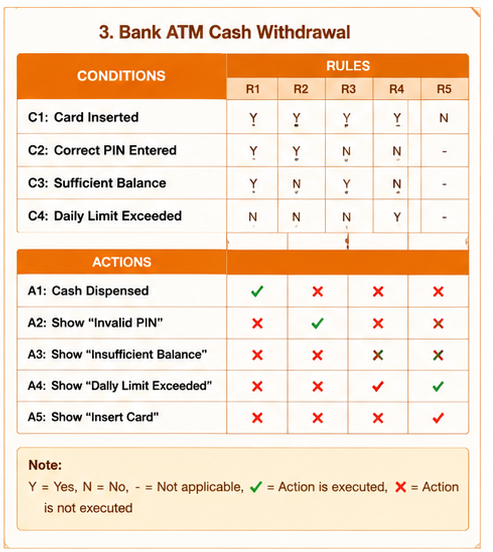 3. Bank ATM Cash Withdrawal
CONDITIONS RULES
R1 R2 R3 R4 R5
C1: Card Inserted Y Y Y Y N
C2: Correct PIN Entered Y Y N N -
C3: Sufficient Balance Y N Y N -
C4: Daily Limit Exceeded N N N Y -
ACTIONS
A1: Cash Dispensed ✓ ✗ ✗ ✗
A2: Show “Invalid PIN” ✗ ✓ ✗ ✗
A3: Show “Insufficient Balance” ✗ ✗ ✗ ✗
A4: Show “Dally Limit Exceeded” ✗ ✗ ✓ ✓
A5: Show “Insert Card” ✗ ✗ ✗ ✓
Note:
Y = Yes, N = No, - = Not applicable, ✓ = Action is executed, ✗ = Action
is not executed